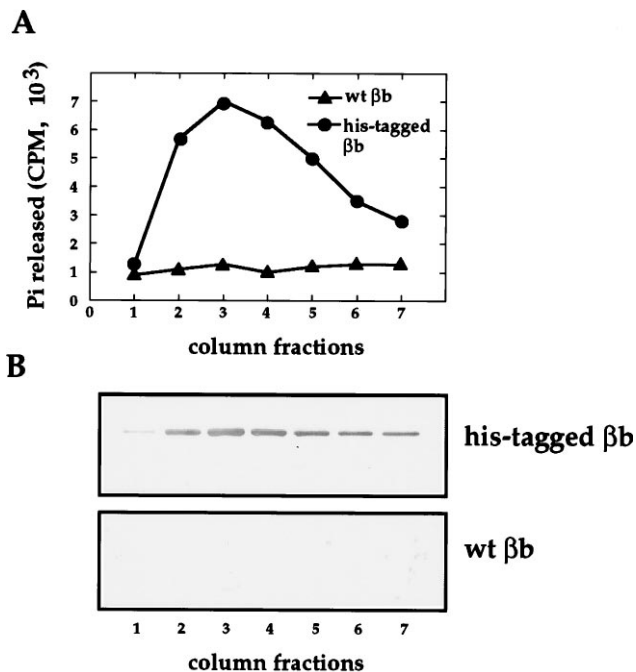 A
Pi released (CPM, 10³)
7
6
5
4
3
2
1
0
0 1 2 3 4 5 6 7
wt βb
his-tagged
βb
column fractions
B
his-tagged βb
wt βb
1 2 3 4 5 6 7
column fractions